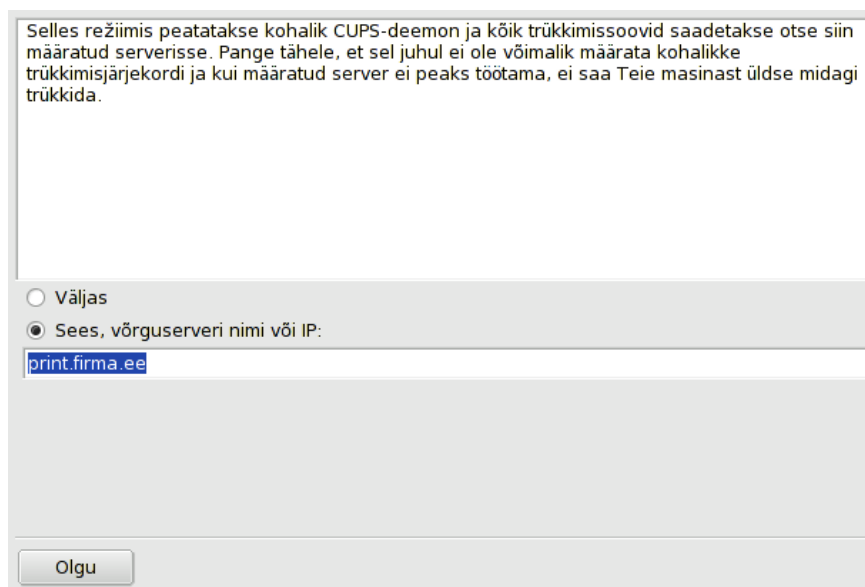 Selles režiimis peatatakse kohalik CUPS-deemon ja kõik trükkimissoovid saadetakse otse siin
määratud serverisse. Pange tähele, et sel juhul ei ole võimalik määrata kohalikke
trükkimisjärjekordi ja kui määratud server ei peaks töötama, ei saa Teie masinast üldse midagi
trükkida.
Väljas
Sees, võrguserveri nimi või IP:
print.firma.ee
Olgu